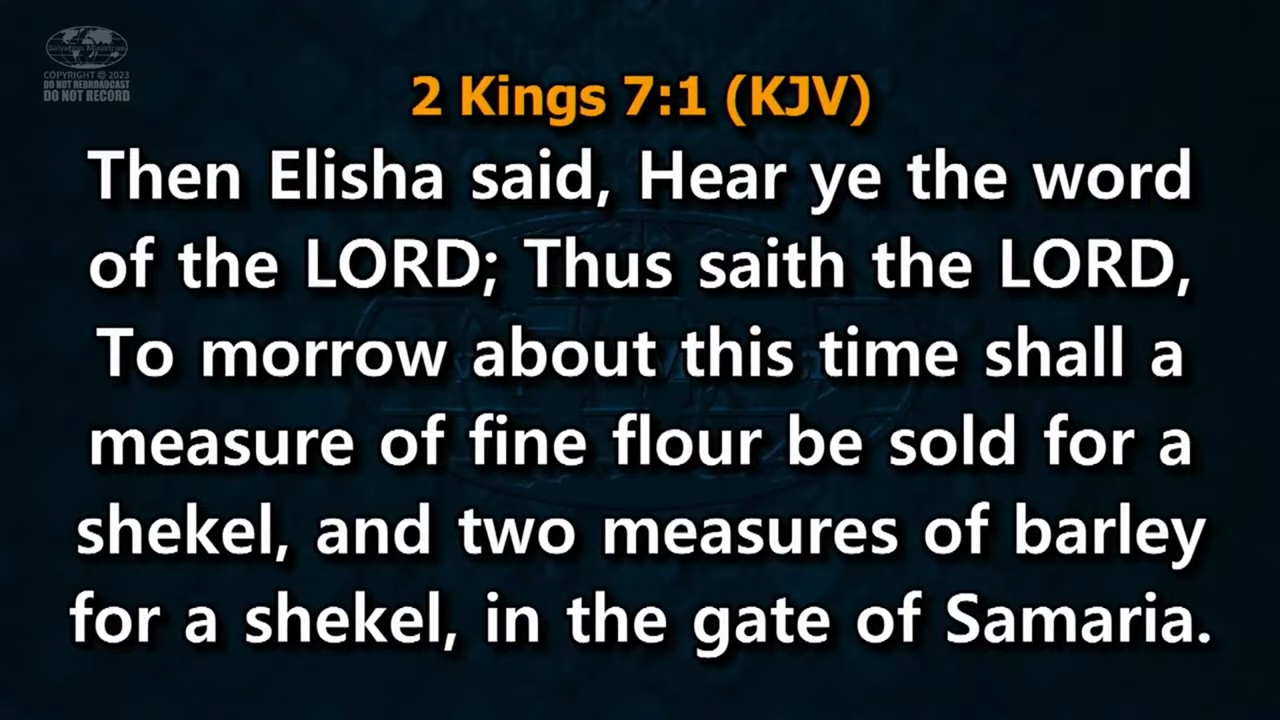 Salvation Ministries
COPYRIGHT © 2023
DO NOT REBROADCAST
DO NOT RECORD
2 Kings 7:1 (KJV)
Then Elisha said, Hear ye the word
of the LORD; Thus saith the LORD,
To morrow about this time shall a
measure of fine flour be sold for a
shekel, and two measures of barley
for a shekel, in the gate of Samaria.